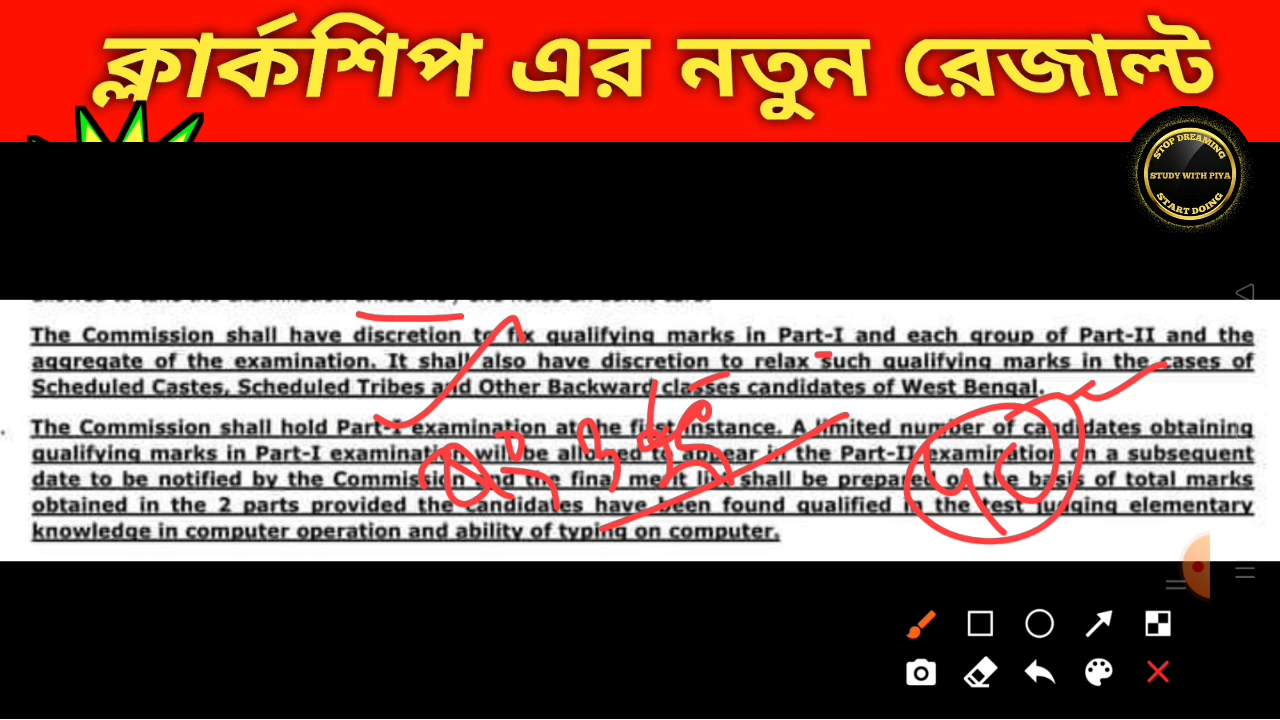 ক্লার্কশিপ এর নতুন রেজাল্ট
STOP DREAMING
STUDY WITH PIYA
START DOING
The Commission shall have discretion to fix qualifying marks in Part-I and each group of Part-II and the
aggregate of the examination. It shall also have discretion to relax such qualifying marks in the cases of
Scheduled Castes, Scheduled Tribes and Other Backward classes candidates of West Bengal.
The Commission shall hold Part-I examination at the first instance. A limited number of candidates obtaining
qualifying marks in Part-I examination will be allowed to appear in the Part-II examination on a subsequent
date to be notified by the Commission and the final merit list shall be prepared on the basis of total marks
obtained in the 2 parts provided the candidates have been found qualified in the test judging elementary
knowledge in computer operation and ability of typing on computer.